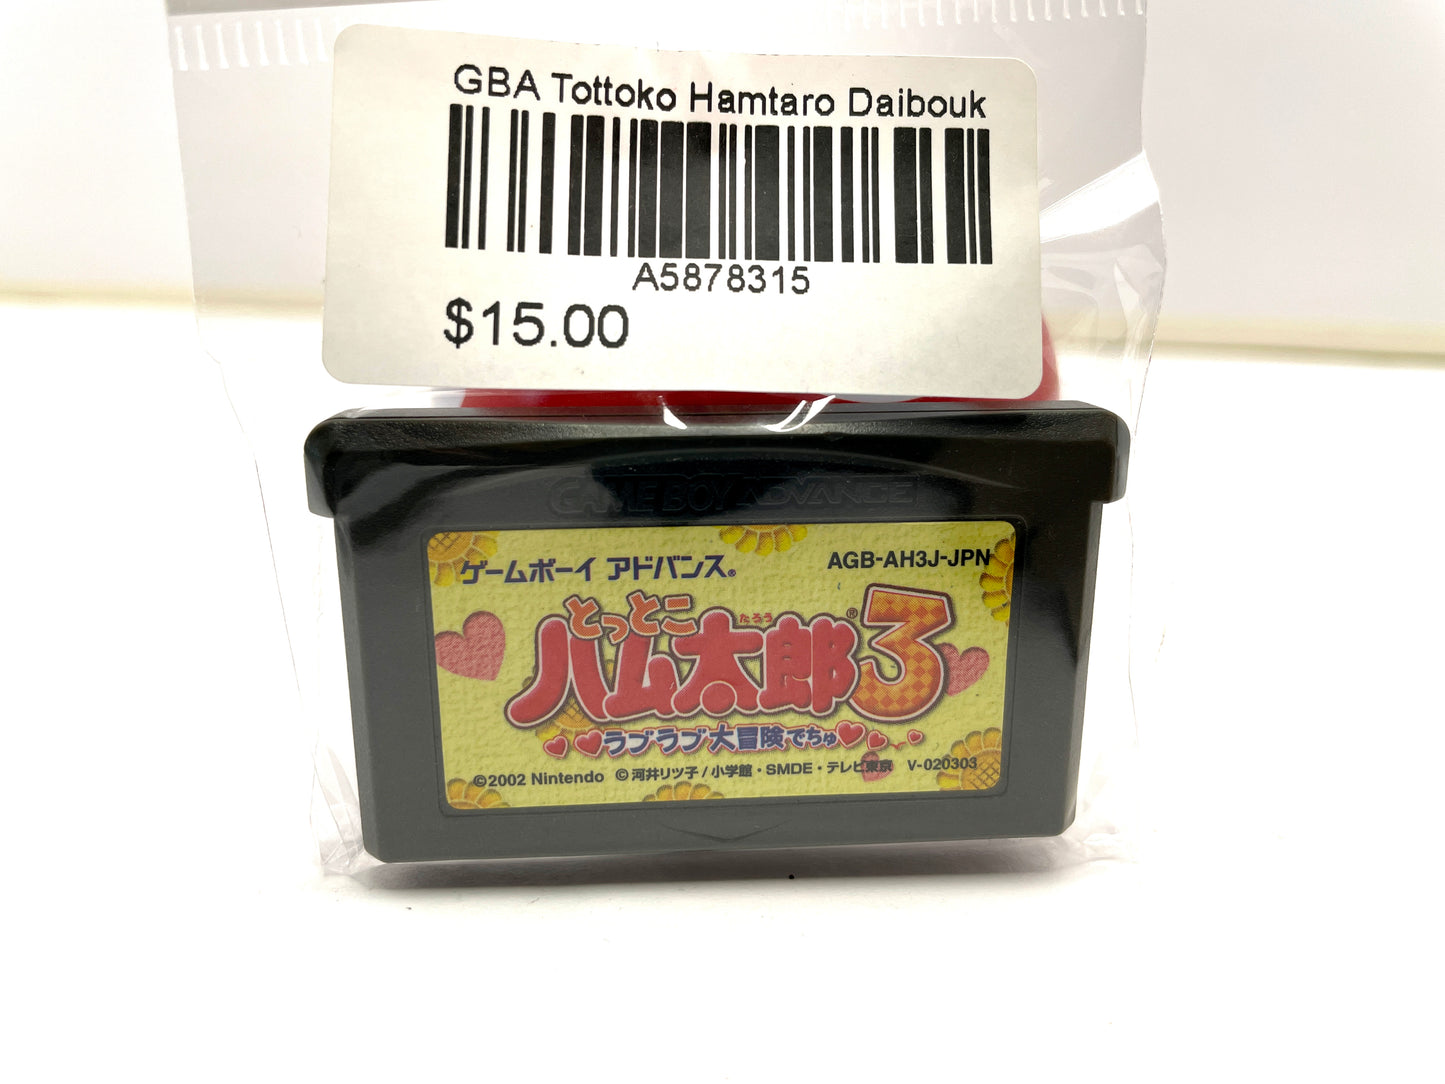 GBA Tottoko Hamtaro Daibouk
A5878315
$15.00
GAME BOY ADVANCE
ゲームボーイ アドバンス®
AGB-AH3J-JPN
とっとこ
たろう
ハム太郎®3
ラブラブ大冒険でちゅ
©2002 Nintendo ©河井リツ子/小学館・SMDE・テレビ東京 V-020303